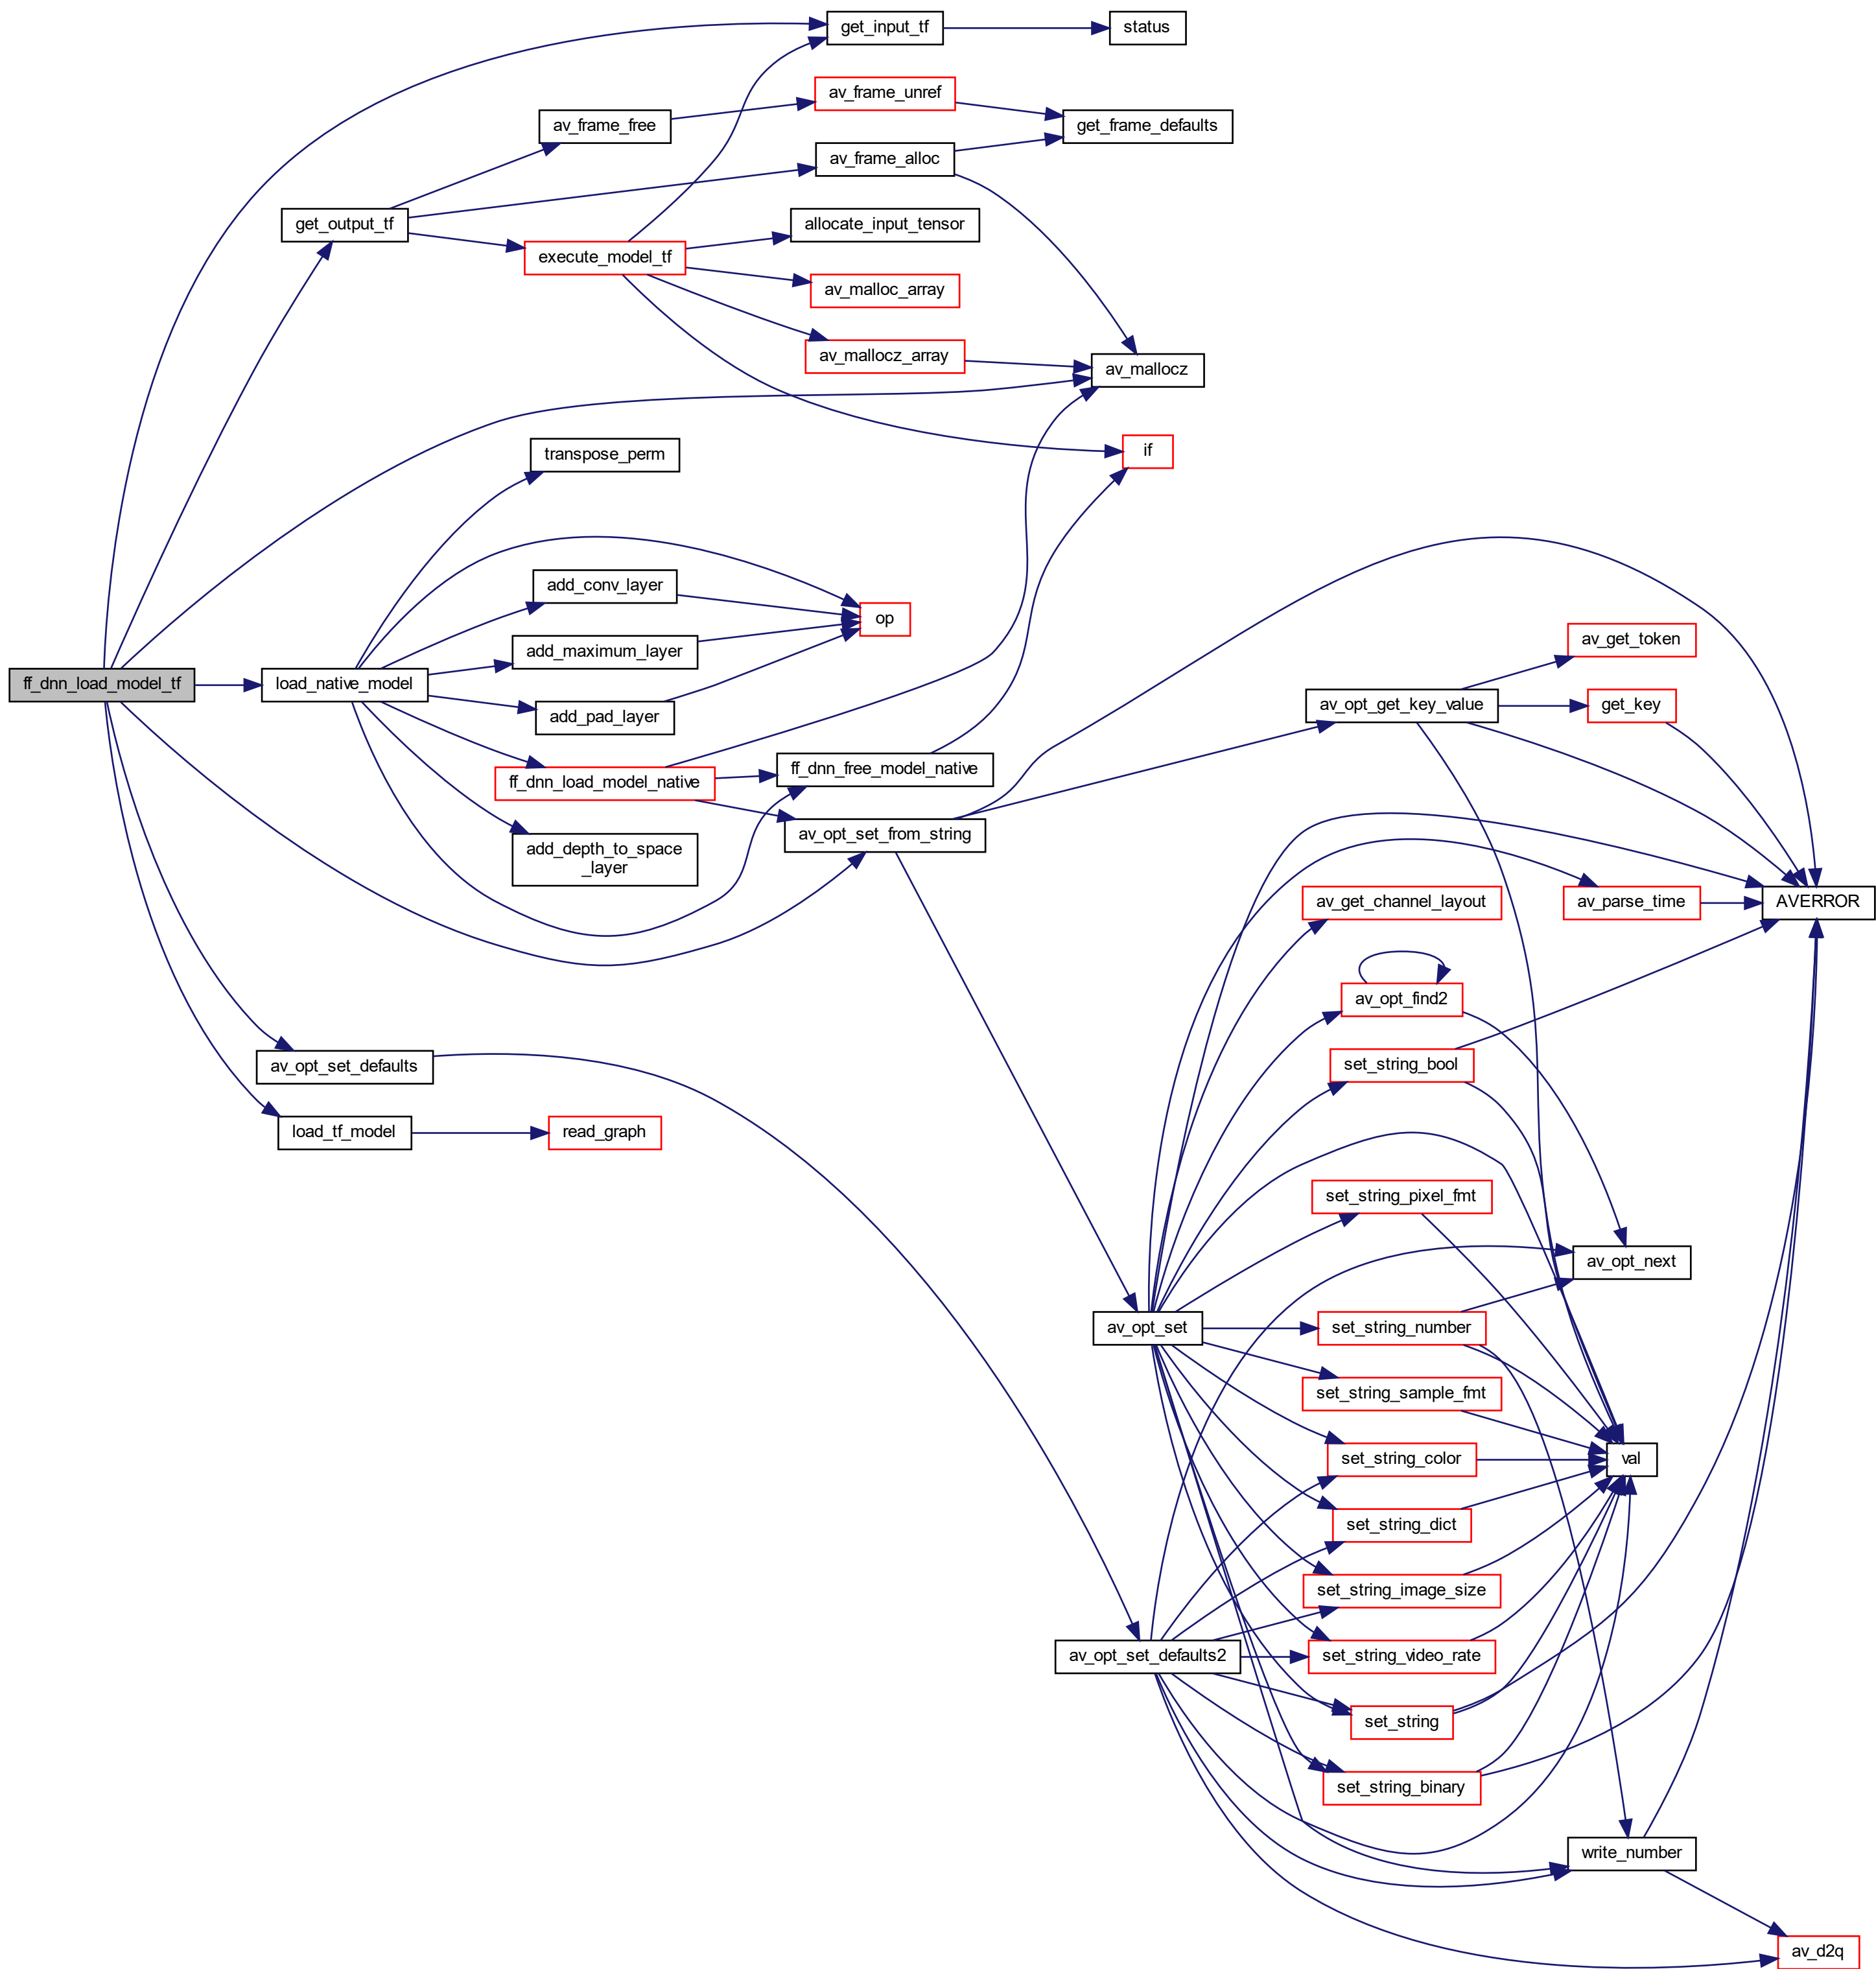 get_input_tf
status
av_frame_unref
av_frame_free
get_frame_defaults
av_frame_alloc
get_output_tf
allocate_input_tensor
execute_model_tf
av_malloc_array
av_mallocz_array
av_mallocz
transpose_perm
if
add_conv_layer
op
av_get_token
add_maximum_layer
ff_dnn_load_model_tf
load_native_model
av_opt_get_key_value
get_key
add_pad_layer
ff_dnn_free_model_native
ff_dnn_load_model_native
av_opt_set_from_string
add_depth_to_space
_layer
av_get_channel_layout
av_parse_time
AVERROR
av_opt_find2
av_opt_set_defaults
set_string_bool
load_tf_model
read_graph
set_string_pixel_fmt
av_opt_next
av_opt_set
set_string_number
set_string_sample_fmt
set_string_color
val
set_string_dict
set_string_image_size
av_opt_set_defaults2
set_string_video_rate
set_string
set_string_binary
write_number
av_d2q